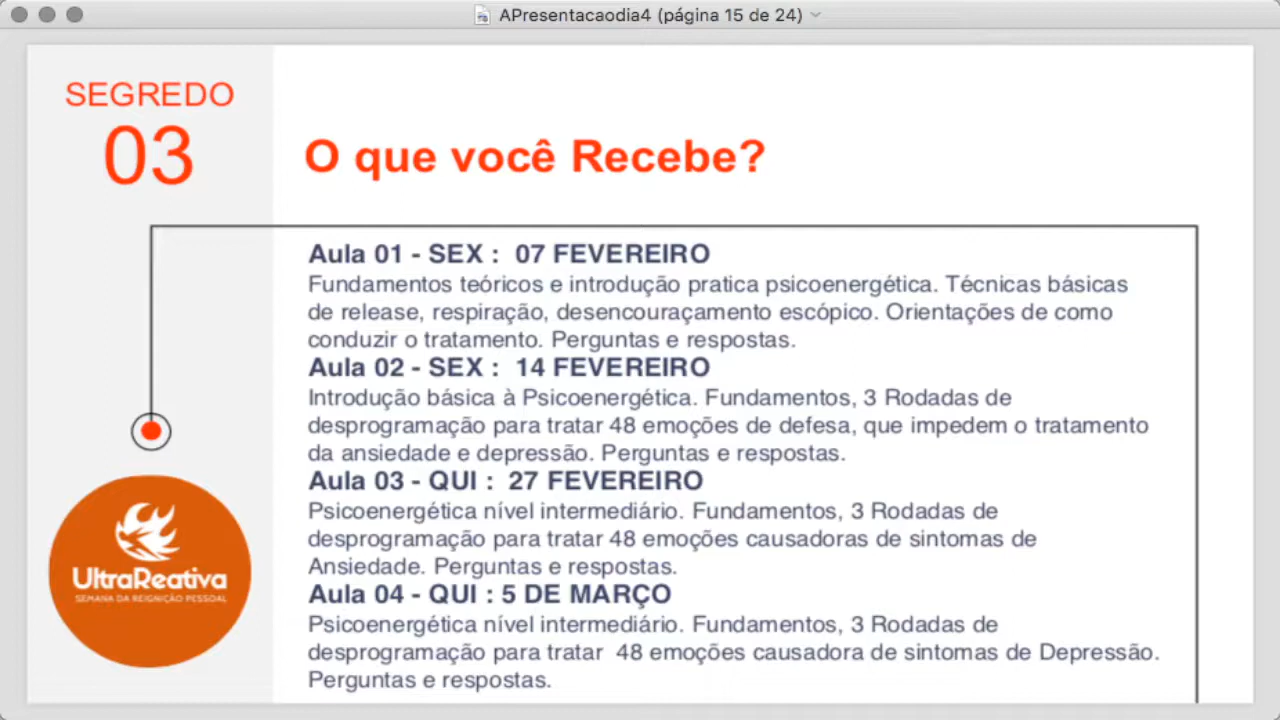 APresentacaodia4 (página 15 de 24)
SEGREDO
03
O que você Recebe?
Aula 01 - SEX :  07 FEVEREIRO
Fundamentos teóricos e introdução pratica psicoenergética. Técnicas básicas
de release, respiração, desencouraçamento escópico. Orientações de como
conduzir o tratamento. Perguntas e respostas.
Aula 02 - SEX :  14 FEVEREIRO
Introdução básica à Psicoenergética. Fundamentos, 3 Rodadas de
desprogramação para tratar 48 emoções de defesa, que impedem o tratamento
da ansiedade e depressão. Perguntas e respostas.
Aula 03 - QUI :  27 FEVEREIRO
Psicoenergética nível intermediário. Fundamentos, 3 Rodadas de
desprogramação para tratar 48 emoções causadoras de sintomas de
Ansiedade. Perguntas e respostas.
Aula 04 - QUI : 5 DE MARÇO
Psicoenergética nível intermediário. Fundamentos, 3 Rodadas de
desprogramação para tratar  48 emoções causadora de sintomas de Depressão.
Perguntas e respostas.
UltraReativa
SEMANA DA REIGNIÇÃO PESSOAL